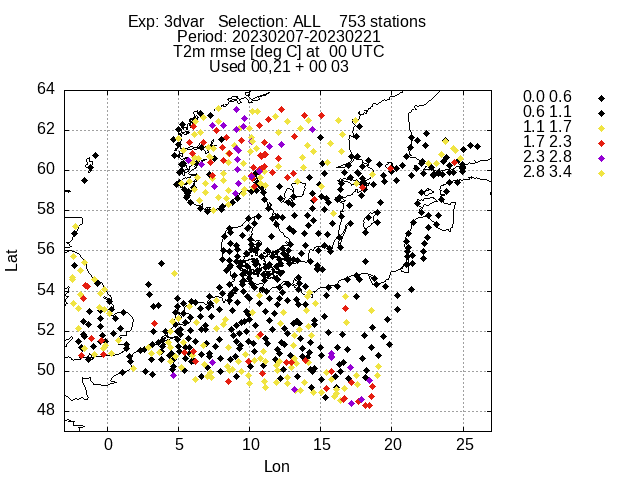 Exp: 3dvar   Selection: ALL    753 stations
Period: 20230207-20230221
T2m rmse [deg C] at  00 UTC
Used 00,21 + 00 03
0.0 0.6
0.6 1.1
1.1 1.7
1.7 2.3
2.3 2.8
2.8 3.4
64
62
60
58
56
54
52
50
48
Lat
0 5 10 15 20 25
Lon